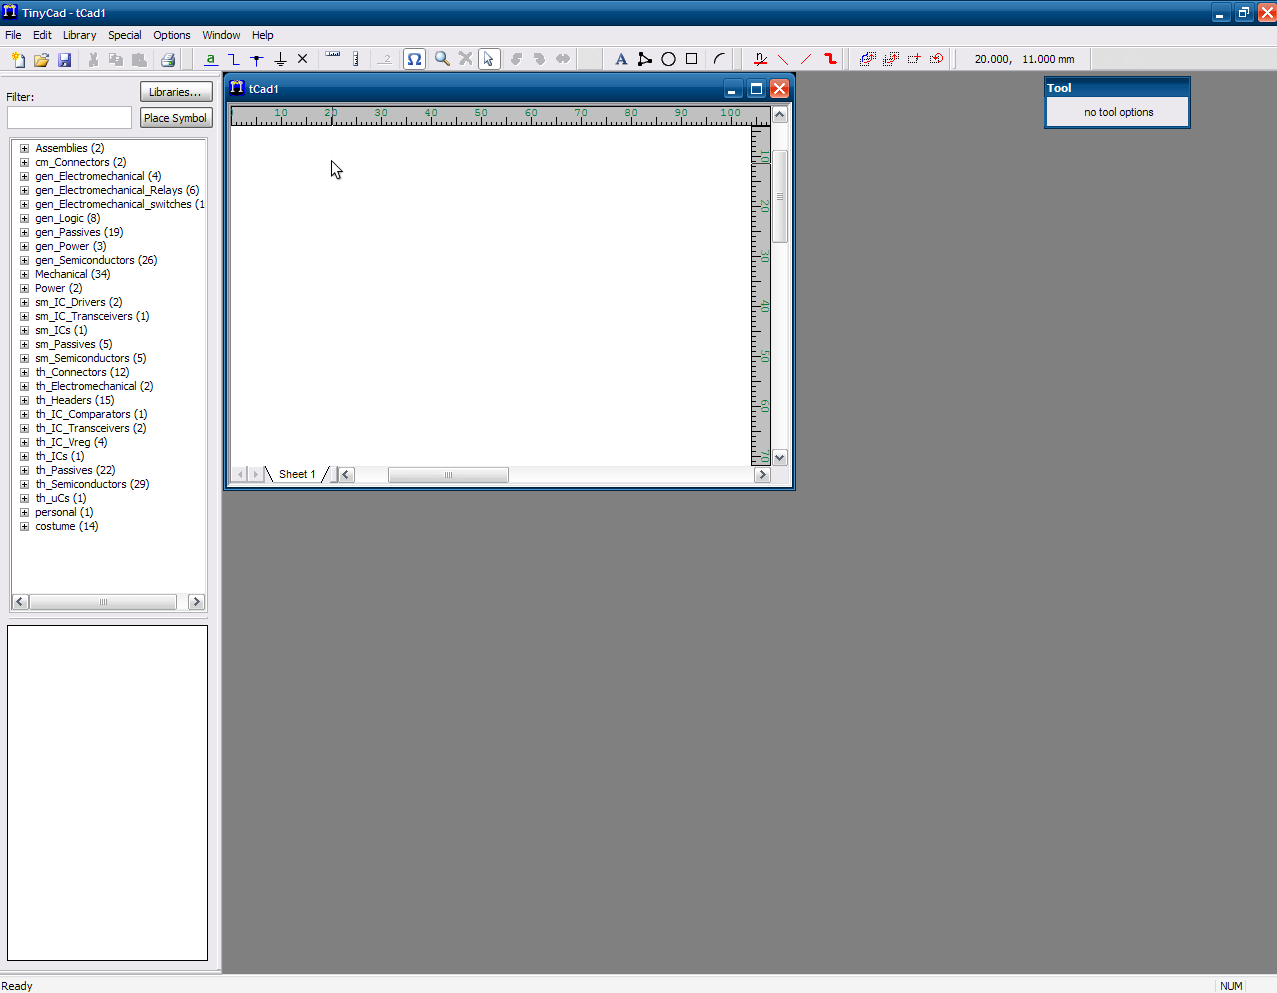 TinyCad - tCad1
File Edit Library Special Options Window Help
a ..2 Ω A 20.000, 11.000 mm
Filter:
Libraries...
Place Symbol
Assemblies (2)
cm_Connectors (2)
gen_Electromechanical (4)
gen_Electromechanical_Relays (6)
gen_Electromechanical_switches (1
gen_Logic (8)
gen_Passives (19)
gen_Power (3)
gen_Semiconductors (26)
Mechanical (34)
Power (2)
sm_IC_Drivers (2)
sm_IC_Transceivers (1)
sm_ICs (1)
sm_Passives (5)
sm_Semiconductors (5)
th_Connectors (12)
th_Electromechanical (2)
th_Headers (15)
th_IC_Comparators (1)
th_IC_Transceivers (2)
th_IC_Vreg (4)
th_ICs (1)
th_Passives (22)
th_Semiconductors (29)
th_uCs (1)
personal (1)
costume (14)
tCad1
10 20 30 40 50 60 70 80 90 100
10
20
30
40
50
60
70
Sheet 1
Tool
no tool options
Ready
NUM